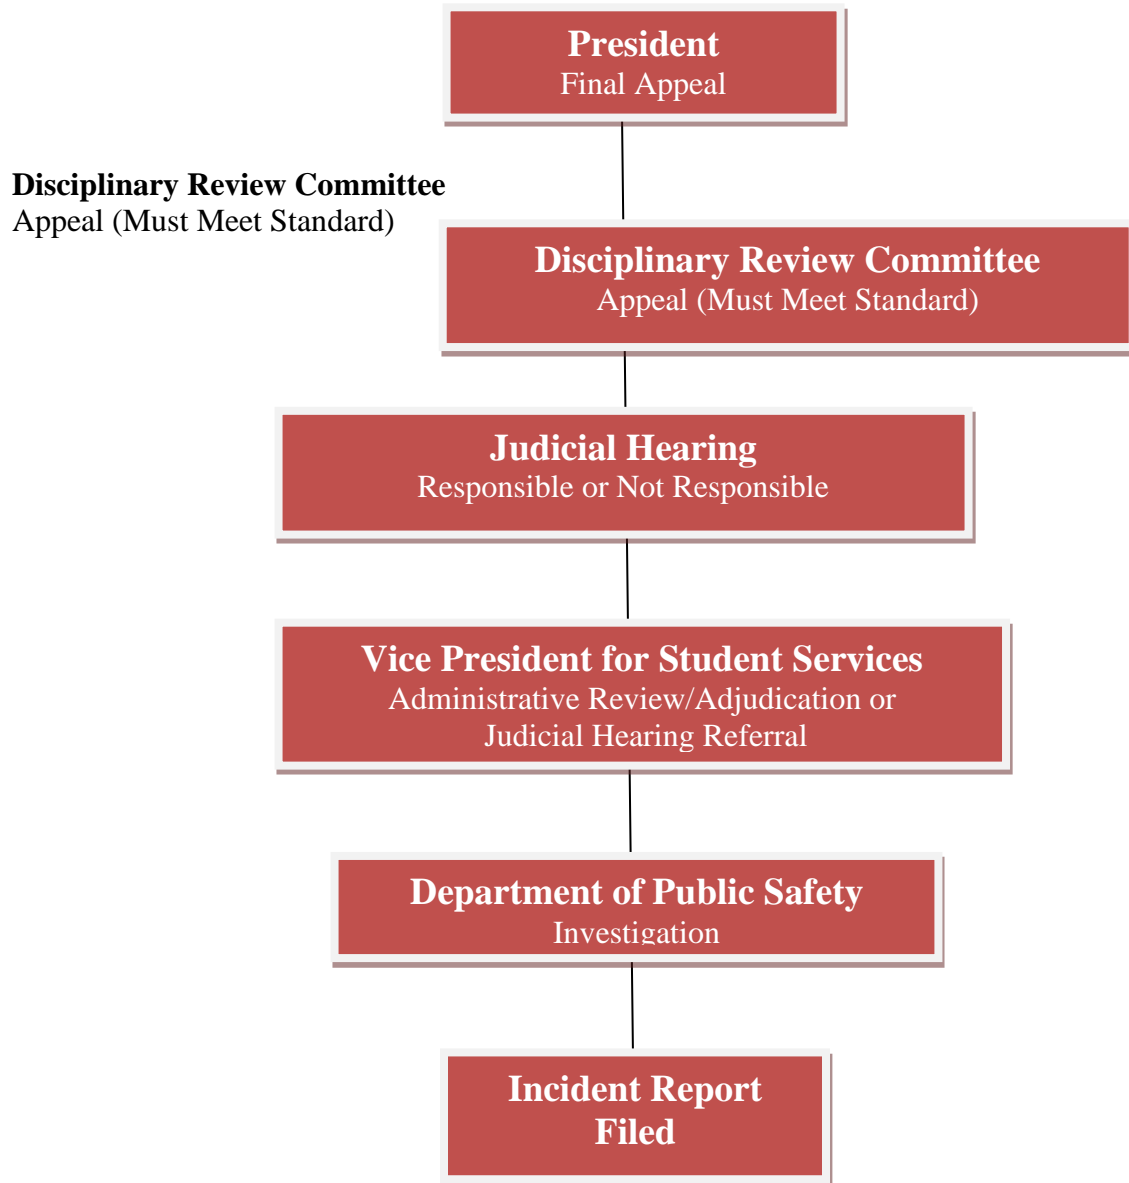 President
Final Appeal
Disciplinary Review Committee
Appeal (Must Meet Standard)
Disciplinary Review Committee
Appeal (Must Meet Standard)
Judicial Hearing
Responsible or Not Responsible
Vice President for Student Services
Administrative Review/Adjudication or
Judicial Hearing Referral
Department of Public Safety
Investigation
Incident Report
Filed